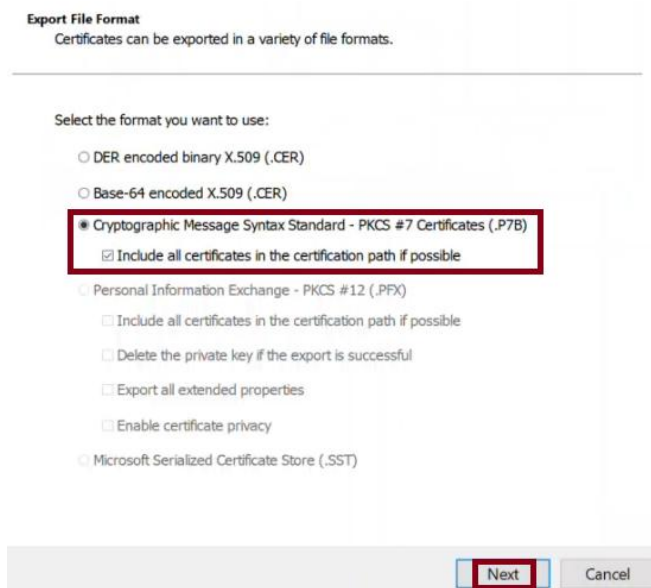 Export File Format
Certificates can be exported in a variety of file formats.
Select the format you want to use:
DER encoded binary X.509 (.CER)
Base-64 encoded X.509 (.CER)
Cryptographic Message Syntax Standard - PKCS #7 Certificates (.P7B)
Include all certificates in the certification path if possible
Personal Information Exchange - PKCS #12 (.PFX)
Include all certificates in the certification path if possible
Delete the private key if the export is successful
Export all extended properties
Enable certificate privacy
Microsoft Serialized Certificate Store (.SST)
Next Cancel